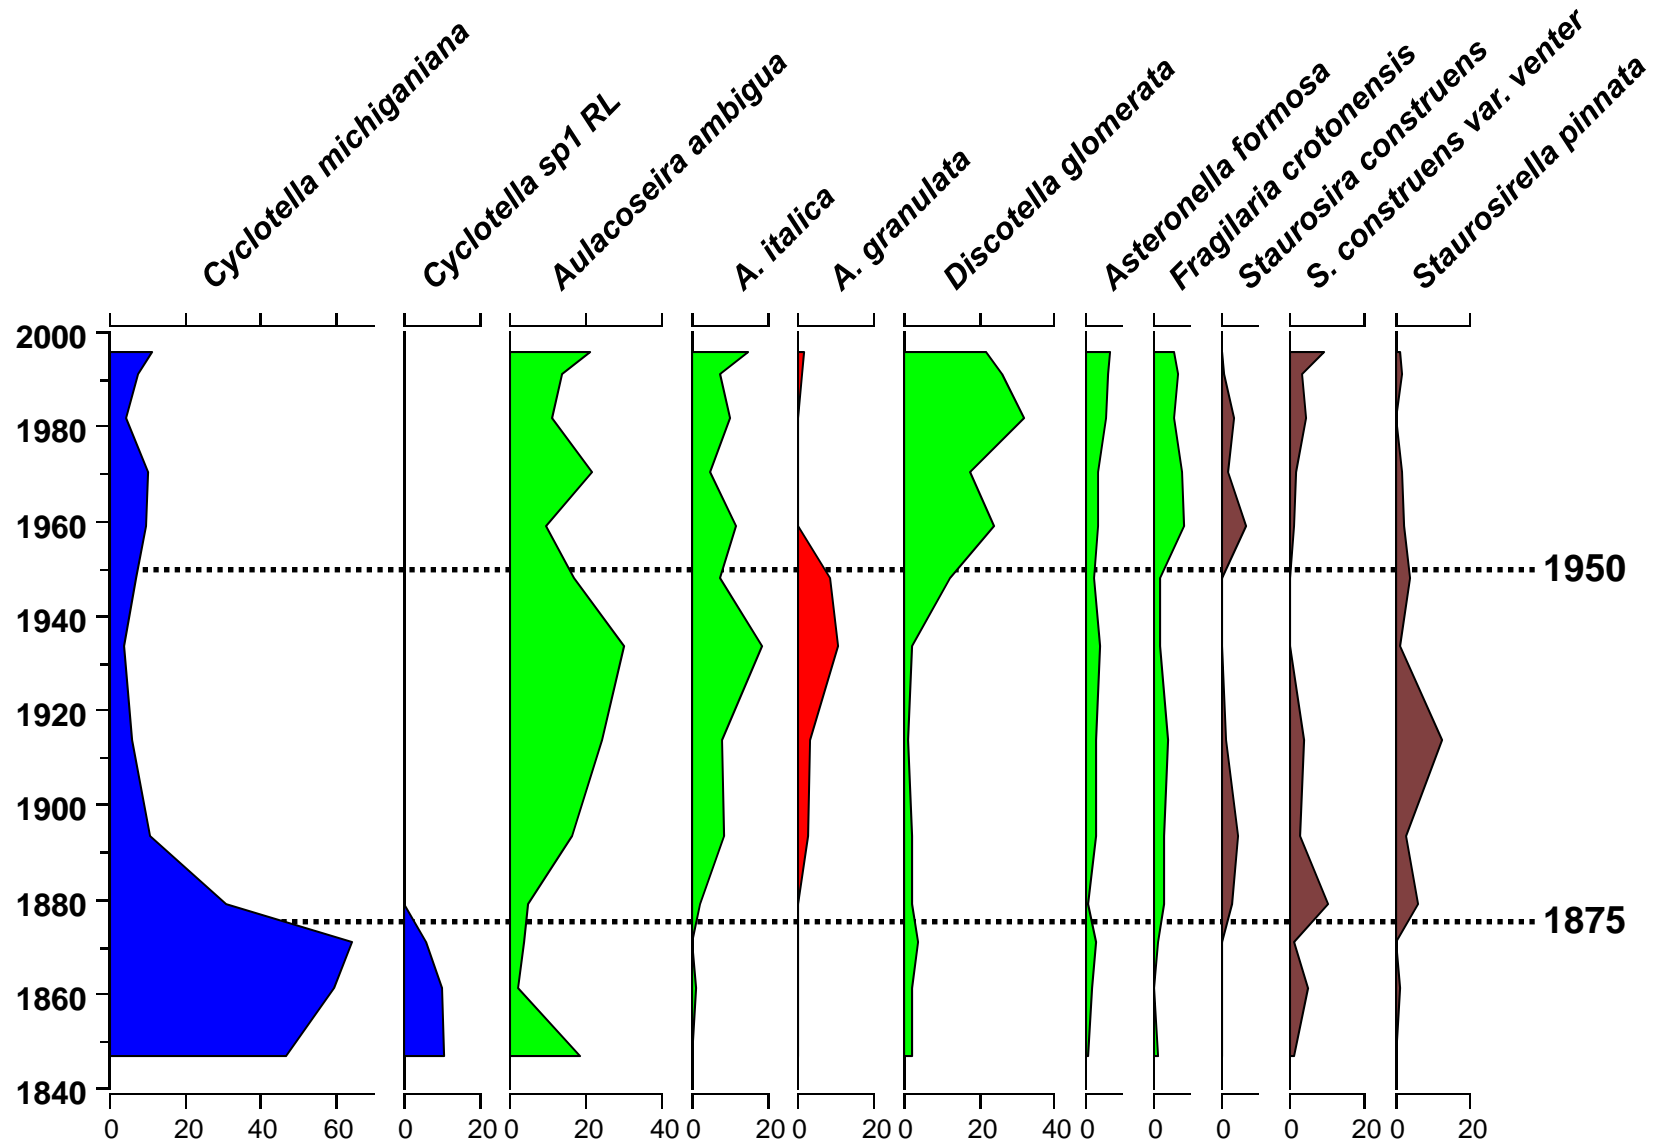 Cyclotella michiganiana
Cyclotella sp1 RL
Aulacoseira ambigua
A. italica
A. granulata
Discotella glomerata
Asteronella formosa
Fragilaria crotonensis
Staurosira construens
S. construens var. venter
Staurosirella pinnata
2000
1980
1960
1950
1940
1920
1900
1880
1875
1860
1840
0 20 40 60 0 20 0 20 40 0 20 0 20 0 20 40 0 0 0 0 20 0 20